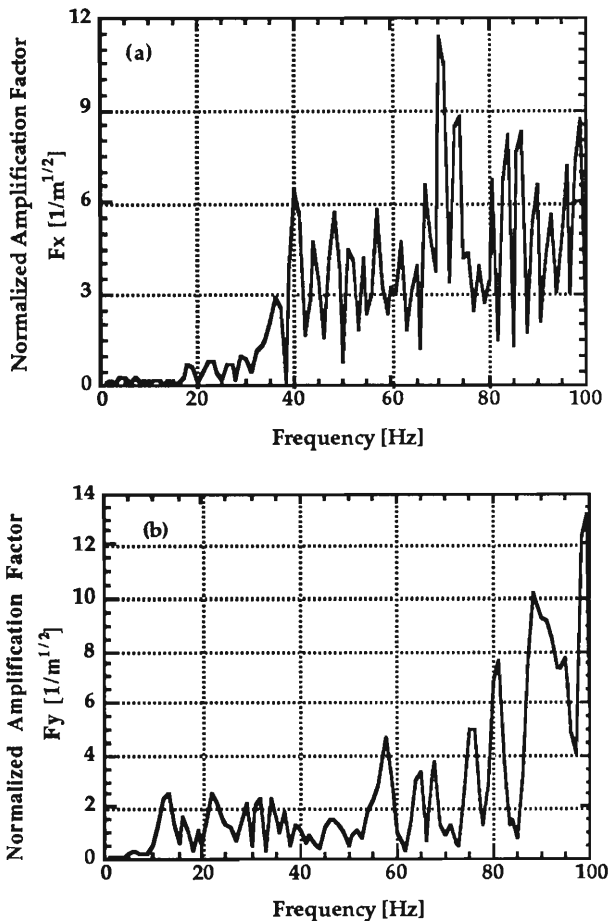 (a)
Normalized Amplification Factor
Fx [1/m^1/2]
12
9
6
3
0
0 20 40 60 80 100
Frequency [Hz]
(b)
Normalized Amplification Factor
Fy [1/m^1/2]
14
12
10
8
6
4
2
0
0 20 40 60 80 100
Frequency [Hz]